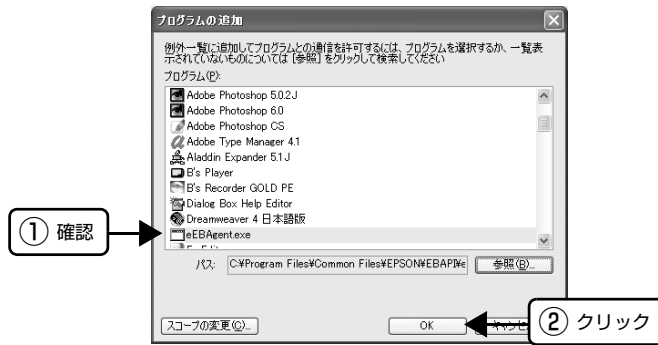 プログラムの追加
例外一覧に追加してプログラムとの通信を許可するには、プログラムを選択するか、一覧表
示されていないものについては [参照] をクリックして検索してください
プログラム(P):
Adobe Photoshop 5.0.2J
Adobe Photoshop 6.0
Adobe Photoshop CS
Adobe Type Manager 4.1
Aladdin Expander 5.1 J
B's Player
B's Recorder GOLD PE
Dialog Box Help Editor
Dreamweaver 4 日本語版
① 確認
eEBAgent.exe
パス: C:¥Program Files¥Common Files¥EPSON¥EBAPI¥e 参照(B)...
スコープの変更(C)... OK
② クリック